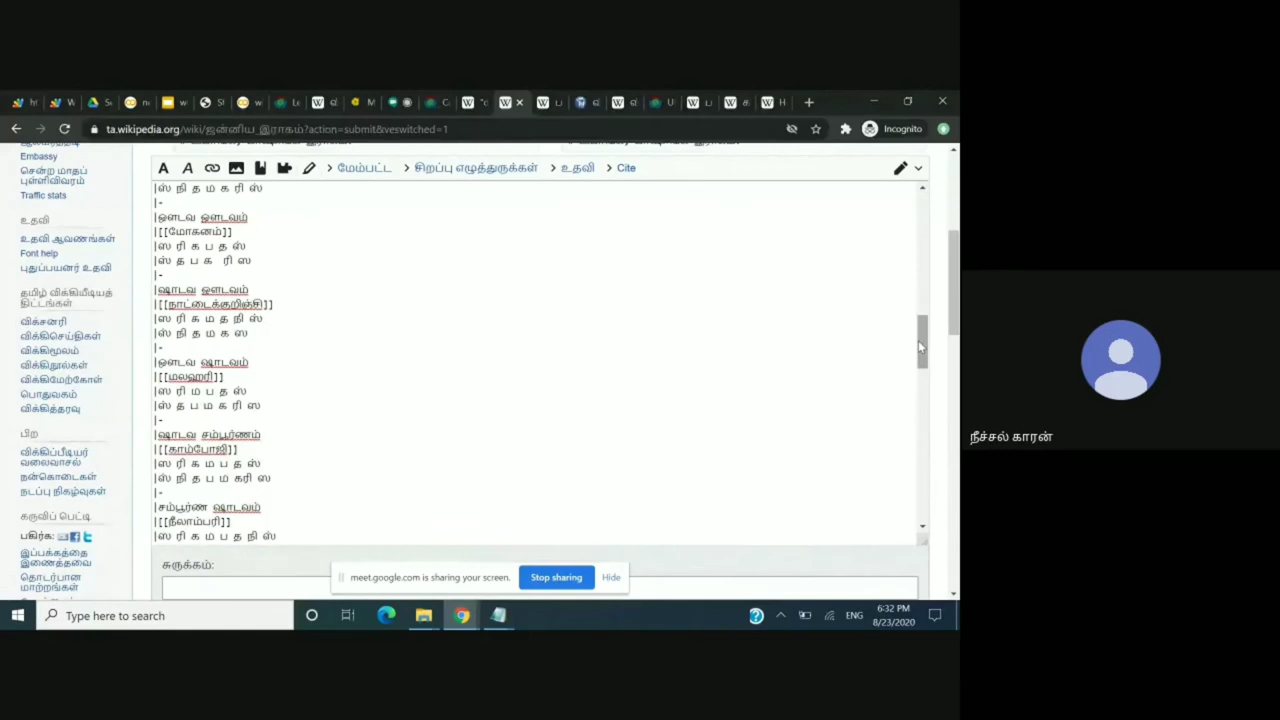 ta.wikipedia.org/wiki/ஜன்னிய_இராகம்?action=submit&veswitched=1
Incognito
Embassy
சென்ற மாதப்
புள்ளிவிவரம்
Traffic stats
உதவி
உதவி ஆவணங்கள்
Font help
புதுப்பயனர் உதவி
தமிழ் விக்கிமீடியத்
திட்டங்கள்
விக்சனரி
விக்கிசெய்திகள்
விக்கிமூலம்
விக்கிநூல்கள்
விக்கிமேற்கோள்
பொதுவகம்
விக்கித்தரவு
பிற
விக்கிப்பீடியர்
வலைவாசல்
நன்கொடைகள்
நடப்பு நிகழ்வுகள்
கருவிப் பெட்டி
பகிர்க:
இப்பக்கத்தை
இணைத்தவை
தொடர்பான
மாற்றங்கள்
A A மேம்பட்ட சிறப்பு எழுத்துருக்கள் உதவி Cite
|ஸ் நி த ம க ரி ஸ்
|-
|ஔடவ ஔடவம்
|[[மோகனம்]]
|ஸ ரி க ப த ஸ்
|ஸ் த ப க ரி ஸ
|-
|ஷாடவ ஔடவம்
|[[நாட்டைக்குறிஞ்சி]]
|ஸ ரி க ம த நி ஸ்
|ஸ் நி த ம க ஸ
|-
|ஔடவ ஷாடவம்
|[[மலஹரி]]
|ஸ ரி ம ப த ஸ்
|ஸ் த ப ம க ரி ஸ
|-
|ஷாடவ சம்பூர்ணம்
|[[காம்போஜி]]
|ஸ ரி க ம ப த ஸ்
|ஸ் நி த ப ம கரி ஸ
|-
|சம்பூர்ண ஷாடவம்
|[[நீலாம்பரி]]
|ஸ ரி க ம ப த நி ஸ்
சுருக்கம்:
meet.google.com is sharing your screen. Stop sharing Hide
Type here to search
ENG
6:32 PM
8/23/2020
நீச்சல் காரன்